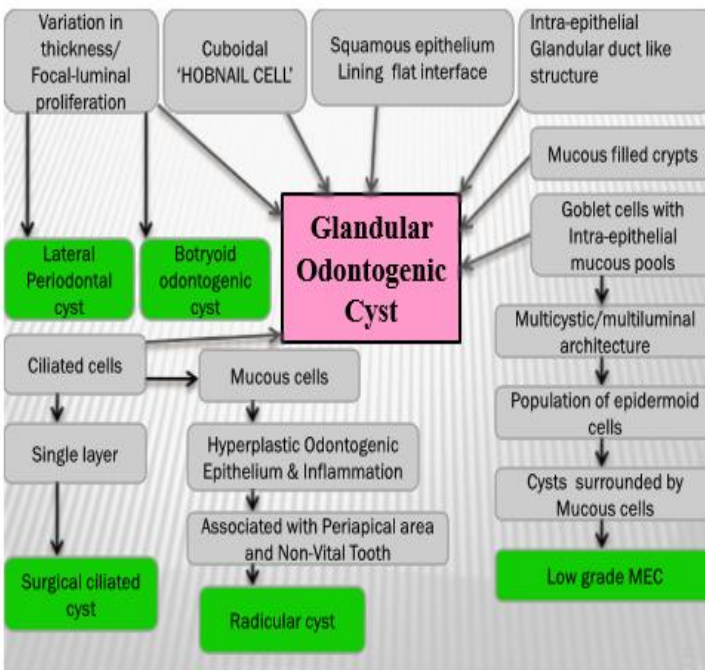 Variation in
thickness/
Focal-luminal
proliferation
Cuboidal
'HOBNAIL CELL'
Squamous epithelium
Lining flat interface
Intra-epithelial
Glandular duct like
structure
Mucous filled crypts
Glandular
Odontogenic
Cyst
Goblet cells with
Intra-epithelial
mucous pools
Lateral
Periodontal
cyst
Botryoid
odontogenic
cyst
Multicystic/multiluminal
architecture
Ciliated cells
Mucous cells
Population of epidermoid
cells
Single layer
Hyperplastic Odontogenic
Epithelium & Inflammation
Cysts surrounded by
Mucous cells
Associated with Periapical area
and Non-Vital Tooth
Surgical ciliated
cyst
Radicular cyst
Low grade MEC